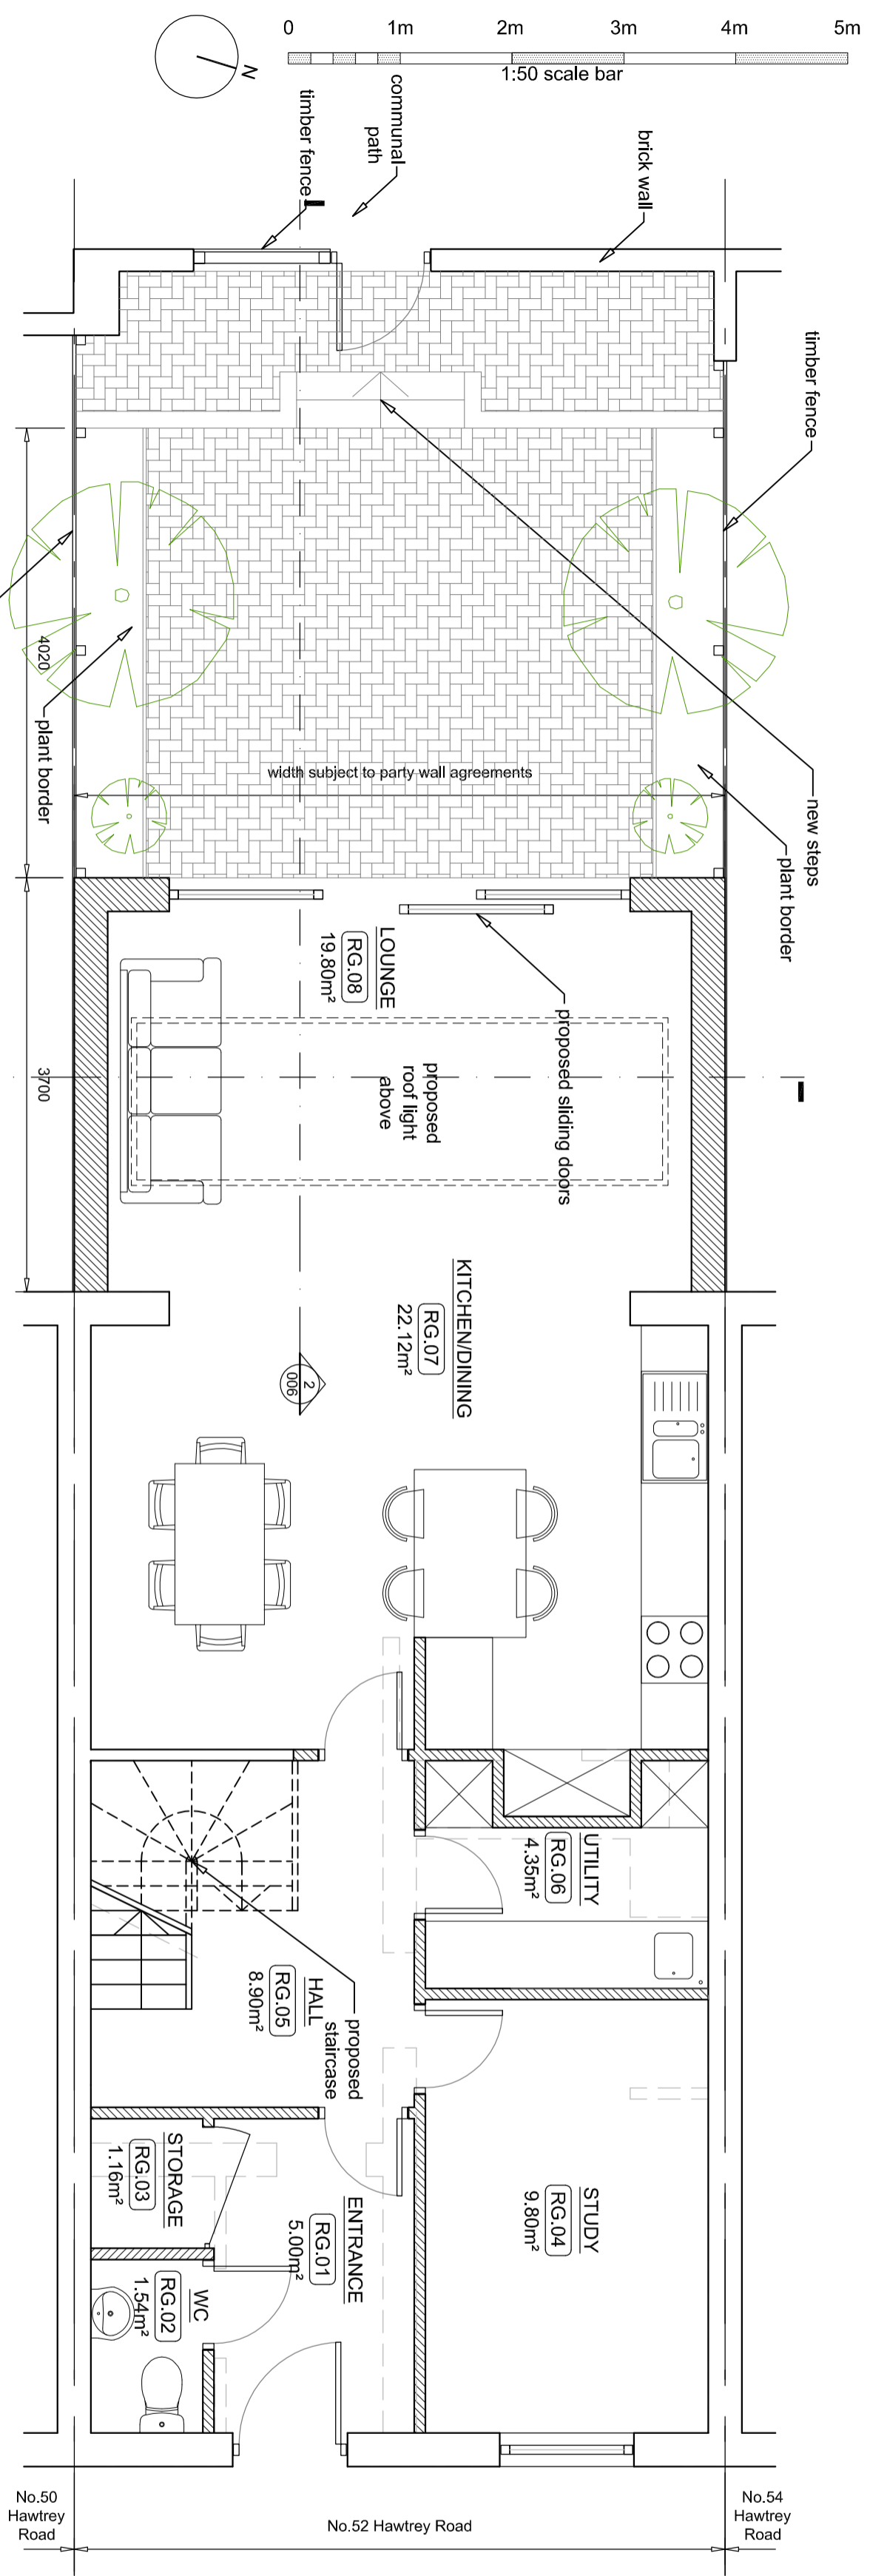 0
1m
2m
3m
4m
5m
1:50 scale bar
N
communal
path
timber fence
brick wall
timber fence
4020
plant border
width subject to party wall agreements
new steps
plant border
LOUNGE
RG.08
19.80m²
proposed sliding doors
proposed
roof light
above
3700
KITCHEN/DINING
RG.07
22.12m²
2
006
UTILITY
RG.06
4.35m²
HALL
RG.05
8.90m²
proposed
staircase
STORAGE
RG.03
1.16m²
ENTRANCE
RG.01
5.00m²
STUDY
RG.04
9.80m²
WC
RG.02
1.54m²
No.50
Hawtrey
Road
No.52 Hawtrey Road
No.54
Hawtrey
Road